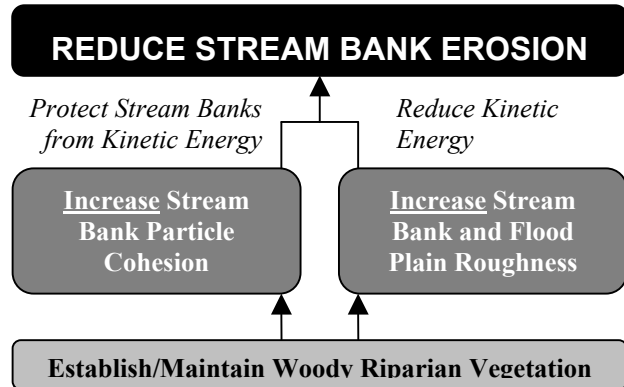 REDUCE STREAM BANK EROSION
Protect Stream Banks
from Kinetic Energy
Reduce Kinetic
Energy
Increase Stream
Bank Particle
Cohesion
Increase Stream
Bank and Flood
Plain Roughness
Establish/Maintain Woody Riparian Vegetation